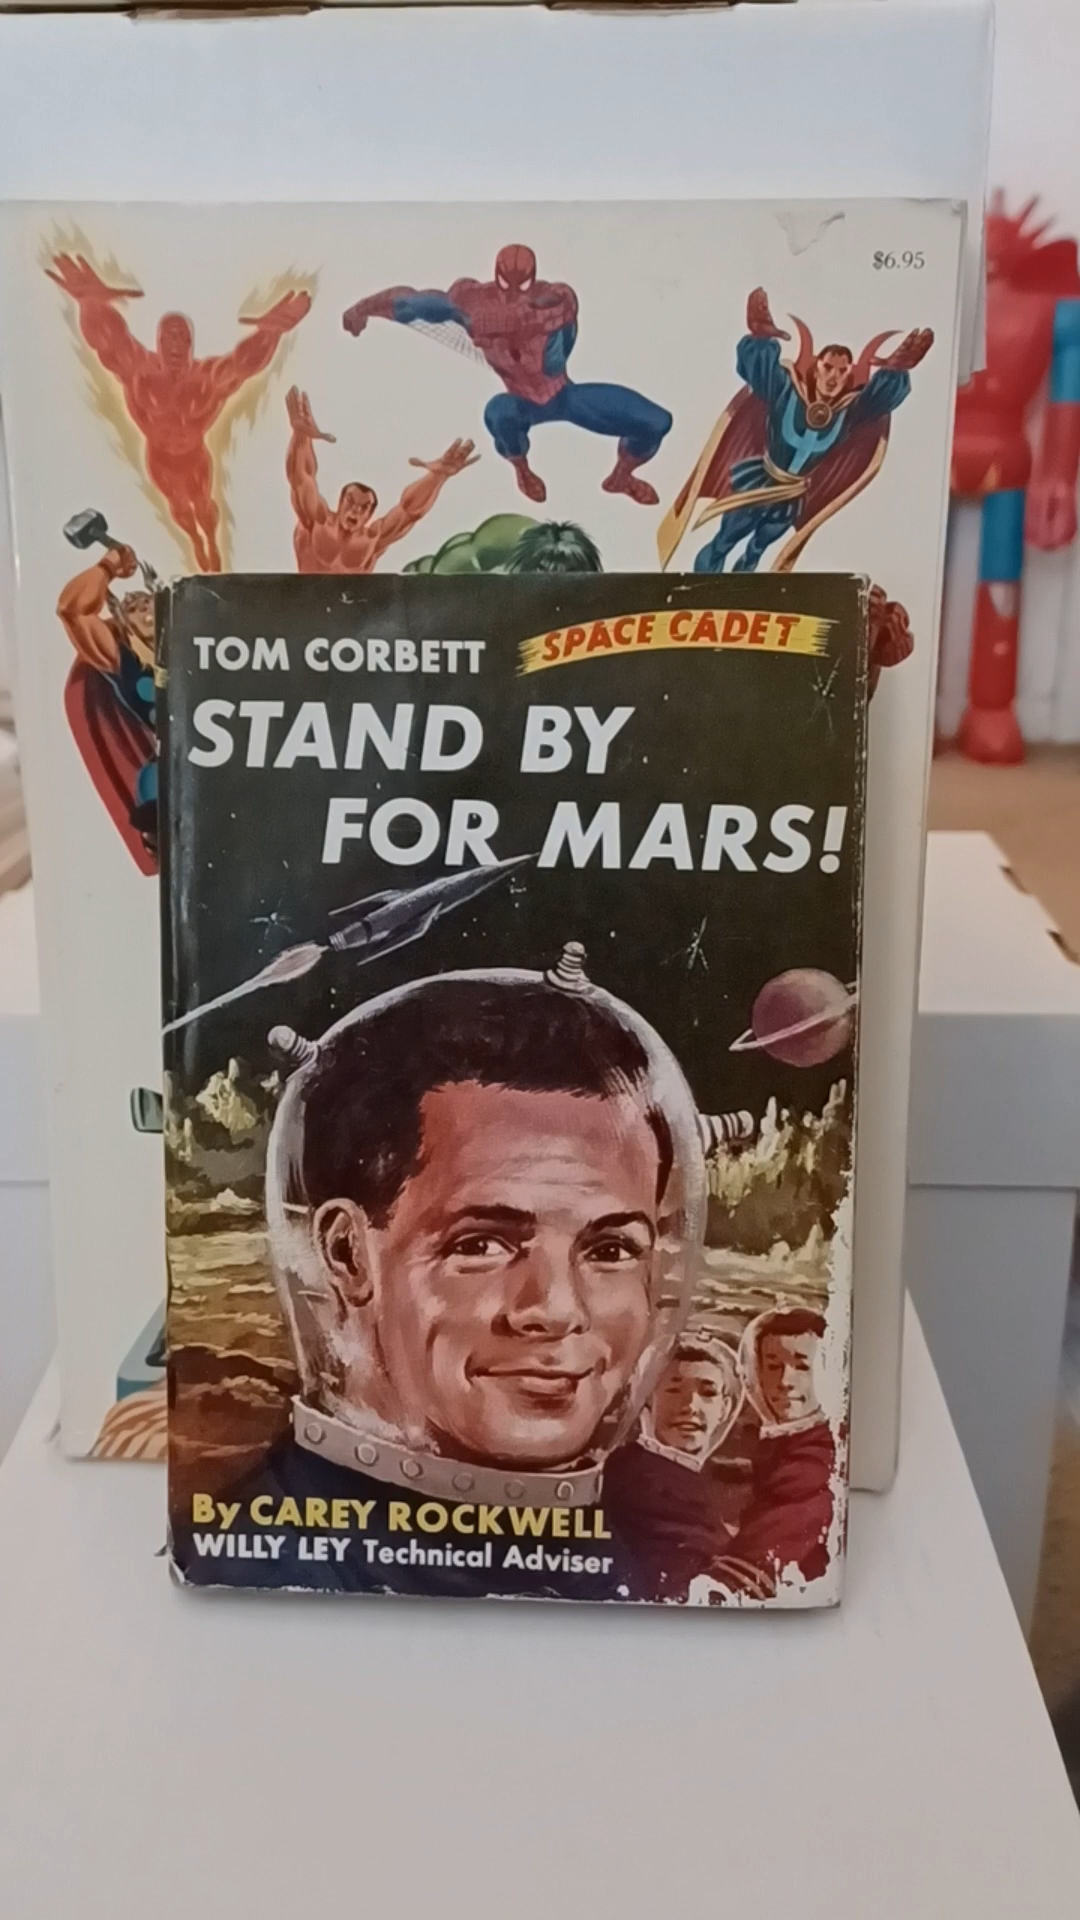 $6.95
TOM CORBETT
SPACE CADET
STAND BY
FOR MARS!
By CAREY ROCKWELL
WILLY LEY Technical Adviser